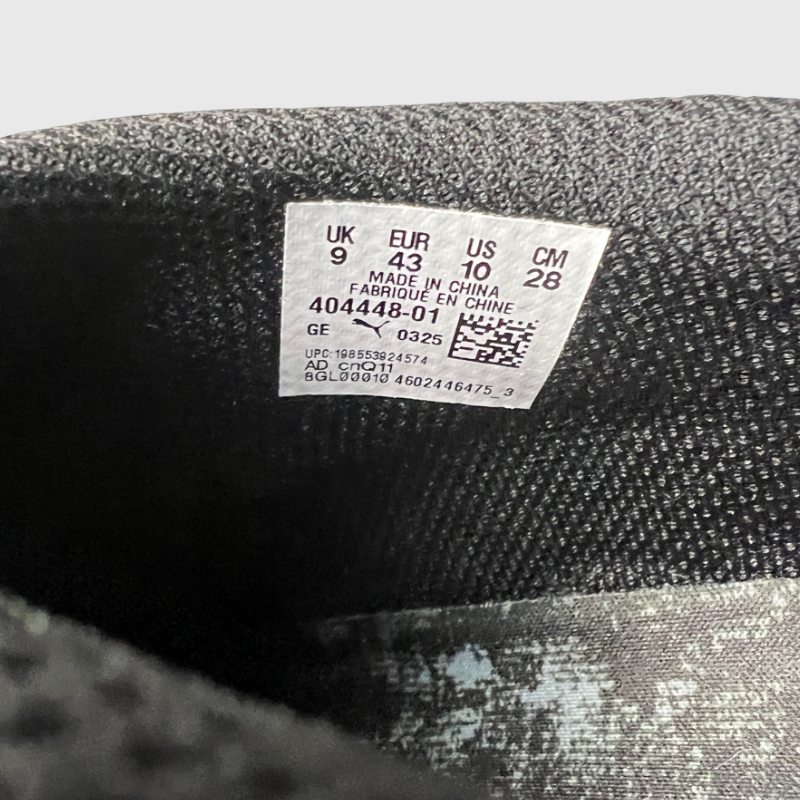 UK EUR US CM
9 43 10 28
MADE IN CHINA
FABRIQUÉ EN CHINE
404448-01
GE 0325
UPC:198553924574
AD cnQ11
BGL00010 4602446475_3